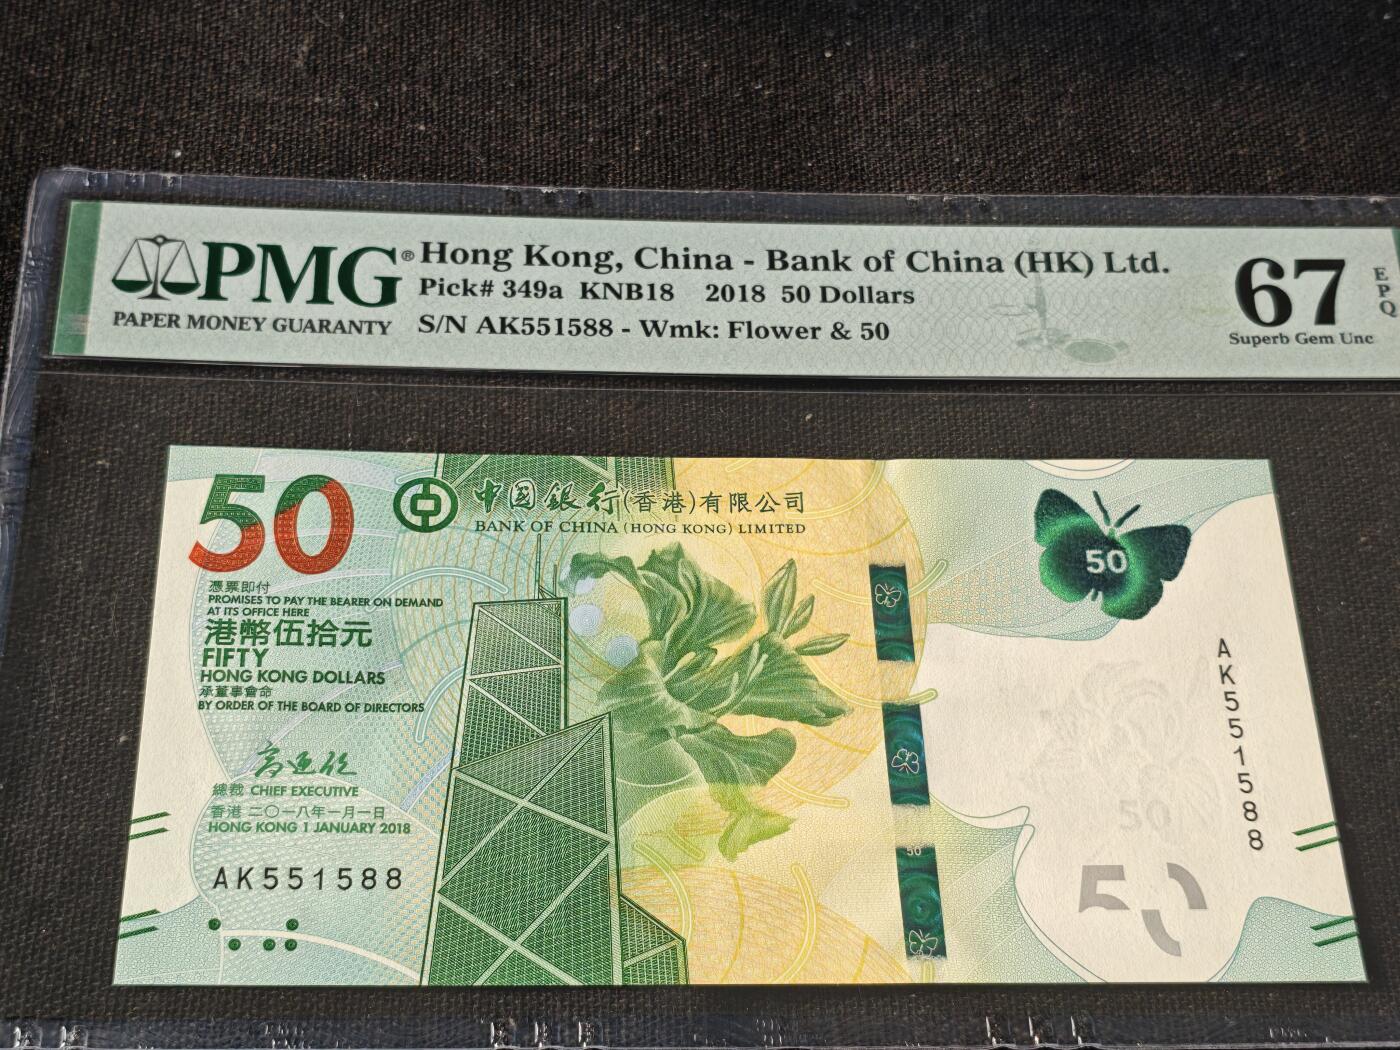 PMG®
PAPER MONEY GUARANTY
Hong Kong, China - Bank of China (HK) Ltd.
Pick# 349a KNB18 2018 50 Dollars
S/N AK551588 - Wmk: Flower & 50
67
EPQ
Superb Gem Unc
50
中国銀行(香港)有限公司
BANK OF CHINA (HONG KONG) LIMITED
憑票即付
PROMISES TO PAY THE BEARER ON DEMAND
AT ITS OFFICE HERE
港幣伍拾元
FIFTY
HONG KONG DOLLARS
承董事會命
BY ORDER OF THE BOARD OF DIRECTORS
總裁 CHIEF EXECUTIVE
香港 二〇一八年一月一日
HONG KONG 1 JANUARY 2018
AK551588
50
50
AK551588
50
50